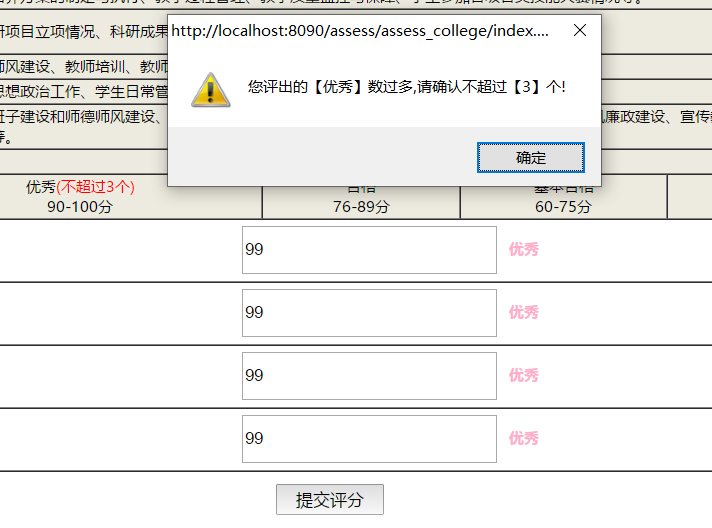 http://localhost:8090/assess/assess_college/index....
研项目立项情况、科研成果
师风建设、教师培训、教师
您评出的【优秀】数过多,请确认不超过【3】个!
思想政治工作、学生日常管
班子建设和师德师风建设、
风廉政建设、宣传
等。
确定
优秀(不超过3个)
90-100分
合格
76-89分
基本合格
60-75分
99
优秀
99
优秀
99
优秀
99
优秀
提交评分